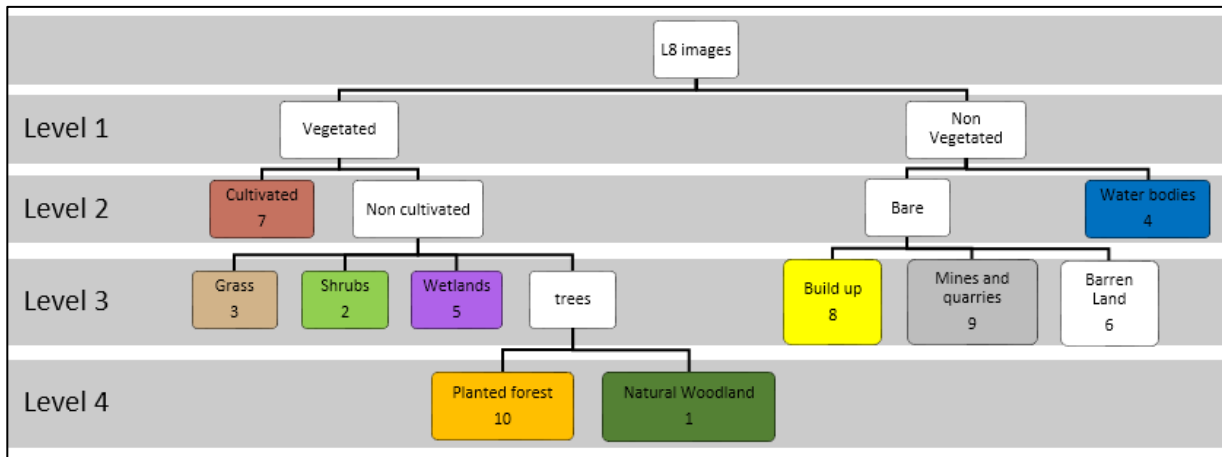 L8 images
Level 1
Vegetated
Non
Vegetated
Level 2
Cultivated
7
Non cultivated
Bare
Water bodies
4
Level 3
Grass
3
Shrubs
2
Wetlands
5
trees
Build up
8
Mines and
quarries
9
Barren
Land
6
Level 4
Planted forest
10
Natural Woodland
1